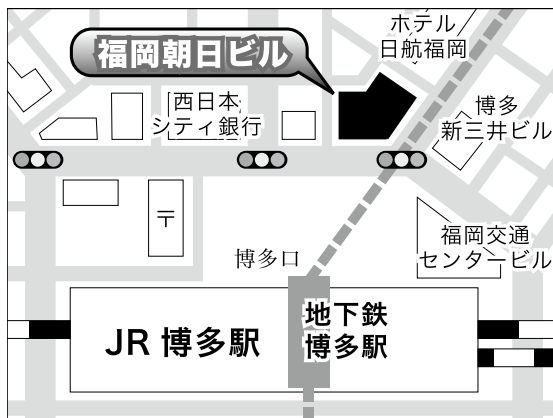 ホテル
日航福岡
福岡朝日ビル
西日本
シティ銀行
博多
新三井ビル
〒
福岡交通
センタービル
博多口
地下鉄
博多駅
JR 博多駅